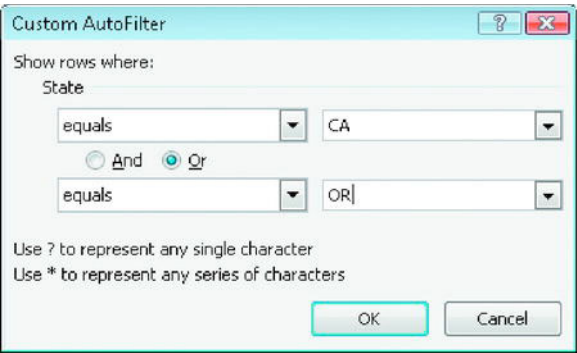 Custom AutoFilter
Show rows where:
State
equals CA
And Or
equals OR
Use ? to represent any single character
Use * to represent any series of characters
OK Cancel